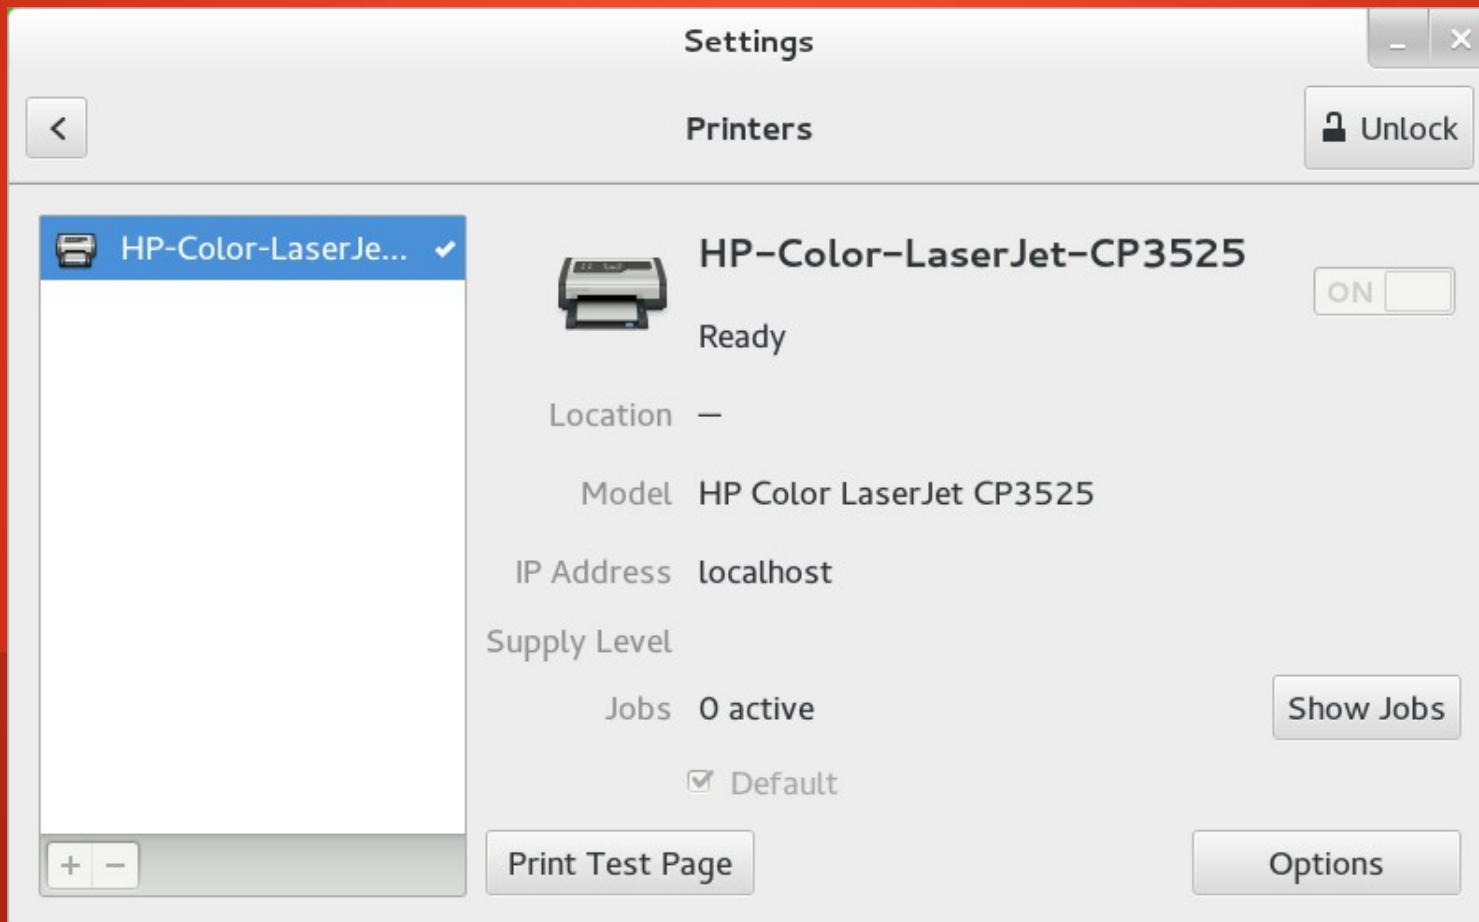 Settings
Printers
Unlock
HP-Color-LaserJe...
HP-Color-LaserJet-CP3525
ON
Ready
Location —
Model HP Color LaserJet CP3525
IP Address localhost
Supply Level
Jobs 0 active
Show Jobs
Default
Print Test Page
Options